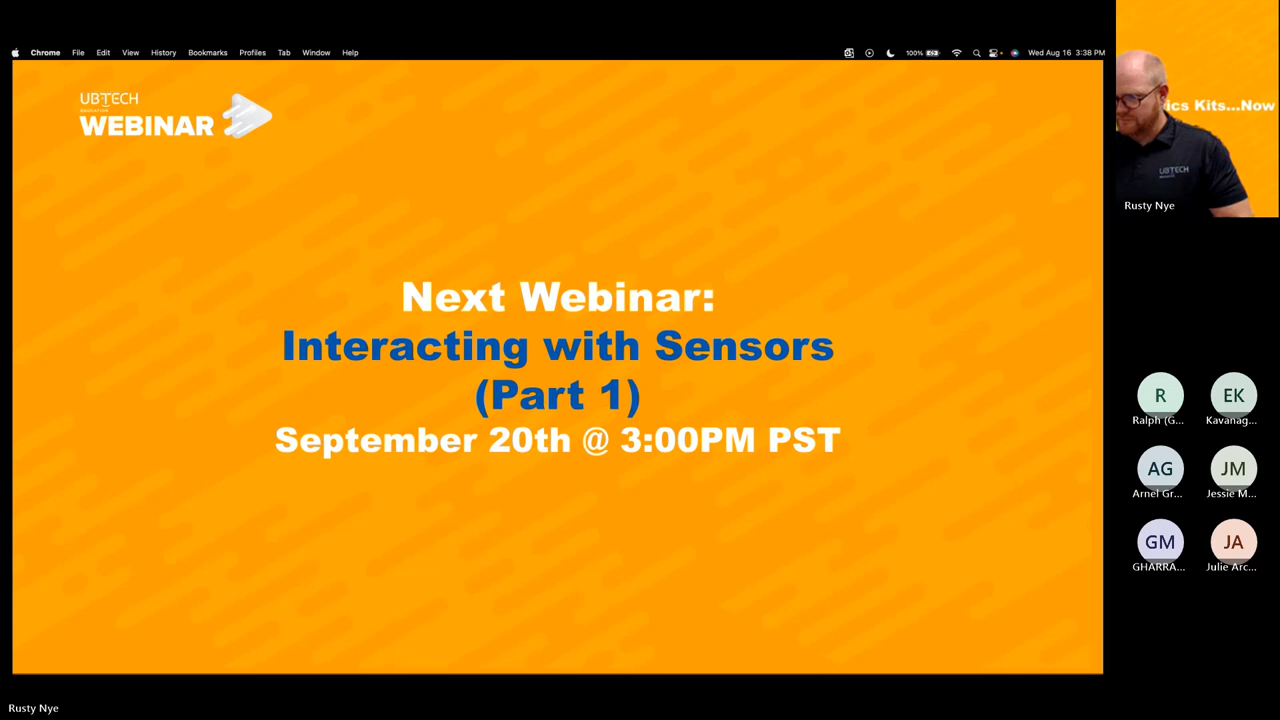 Chrome File Edit View History Bookmarks Profiles Tab Window Help 100% Wed Aug 16 3:38 PM
UBTECH
EDUCATION
WEBINAR
Next Webinar:
Interacting with Sensors
(Part 1)
September 20th @ 3:00PM PST
ics Kits...Now
UBTECH
Rusty Nye
R EK
Ralph (G... Kavanag...
AG JM
Arnel Gr... Jessie M...
GM JA
GHARRA... Julie Arc...
Rusty Nye